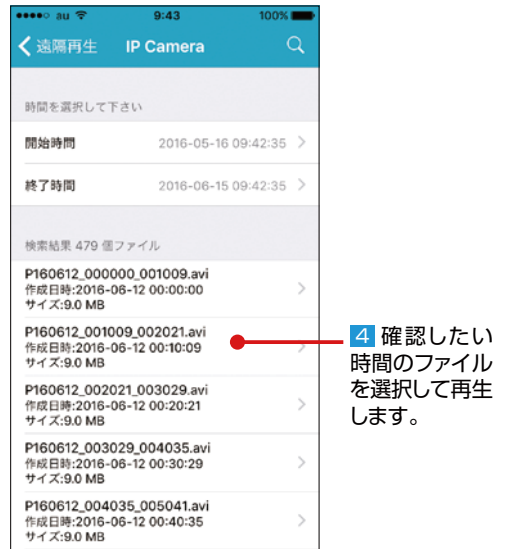 au 9:43 100%
遠隔再生 IP Camera
時間を選択して下さい
開始時間 2016-05-16 09:42:35
終了時間 2016-06-15 09:42:35
検索結果 479 個ファイル
P160612_000000_001009.avi
作成日時:2016-06-12 00:00:00
サイズ:9.0 MB
P160612_001009_002021.avi
作成日時:2016-06-12 00:10:09
サイズ:9.0 MB
P160612_002021_003029.avi
作成日時:2016-06-12 00:20:21
サイズ:9.0 MB
P160612_003029_004035.avi
作成日時:2016-06-12 00:30:29
サイズ:9.0 MB
P160612_004035_005041.avi
作成日時:2016-06-12 00:40:35
サイズ:9.0 MB
4 確認したい
時間のファイル
を選択して再生
します。